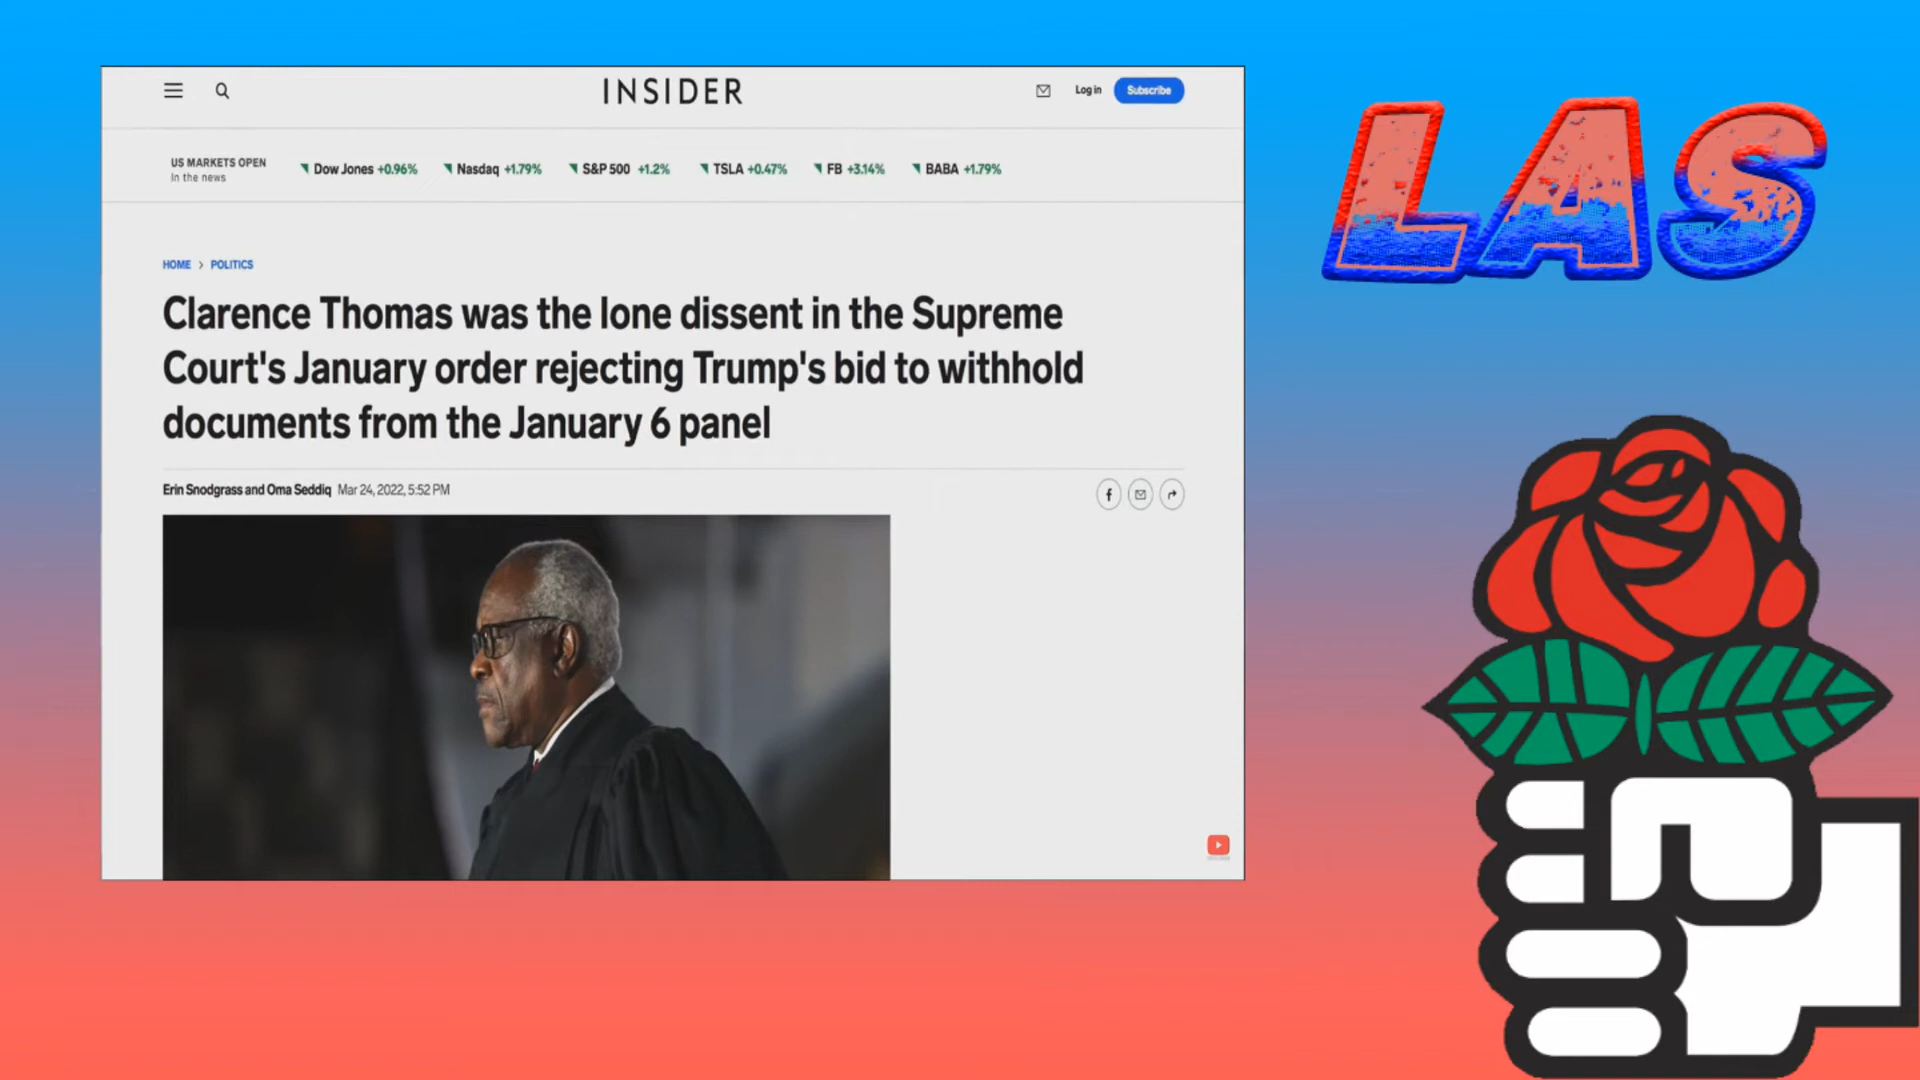 INSIDER
Log in
Subscribe
US MARKETS OPEN
In the news
Dow Jones +0.96%
Nasdaq +1.79%
S&P 500 +1.2%
TSLA +0.47%
FB +3.14%
BABA +1.79%
HOME > POLITICS
Clarence Thomas was the lone dissent in the Supreme
Court's January order rejecting Trump's bid to withhold
documents from the January 6 panel
Erin Snodgrass and Oma Seddiq Mar 24, 2022, 5:52 PM
LAS